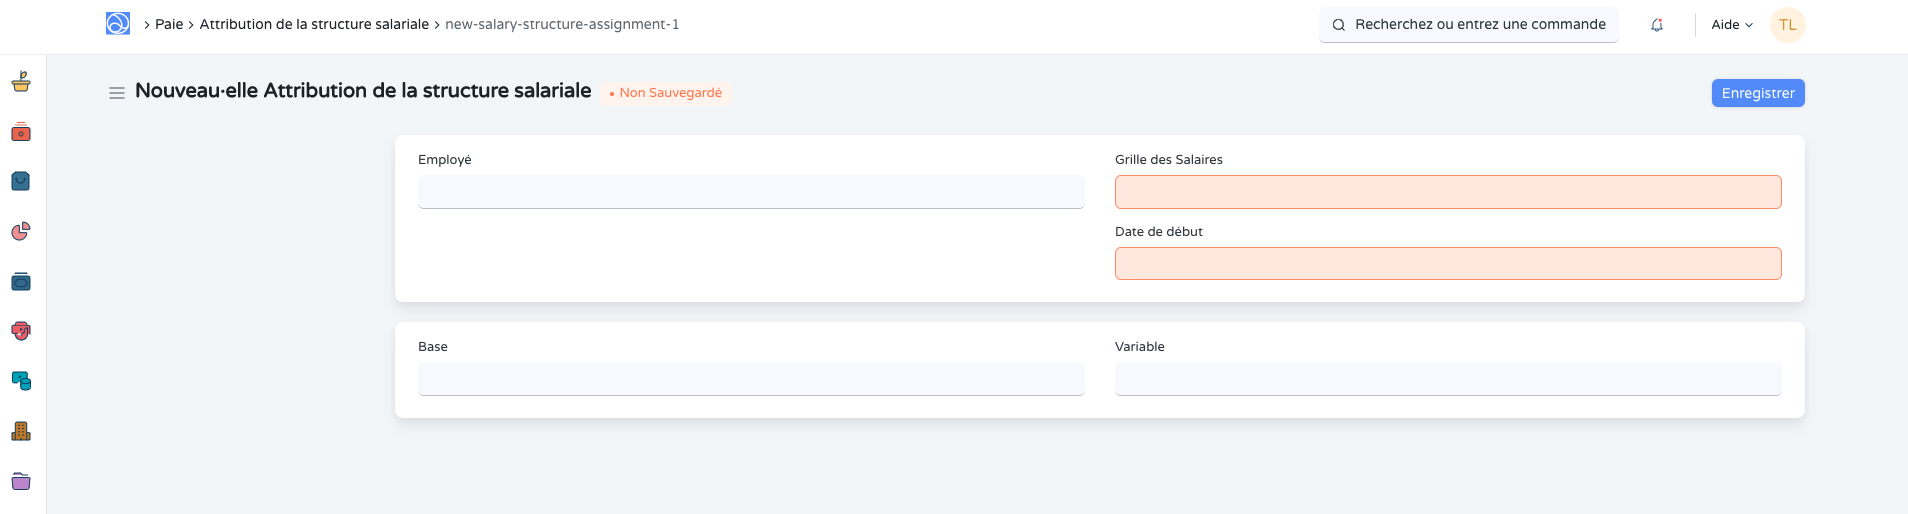 Paie Attribution de la structure salariale new-salary-structure-assignment-1
Recherchez ou entrez une commande
Aide
TL
Nouveau·elle Attribution de la structure salariale
• Non Sauvegardé
Enregistrer
Employé
Grille des Salaires
Date de début
Base
Variable